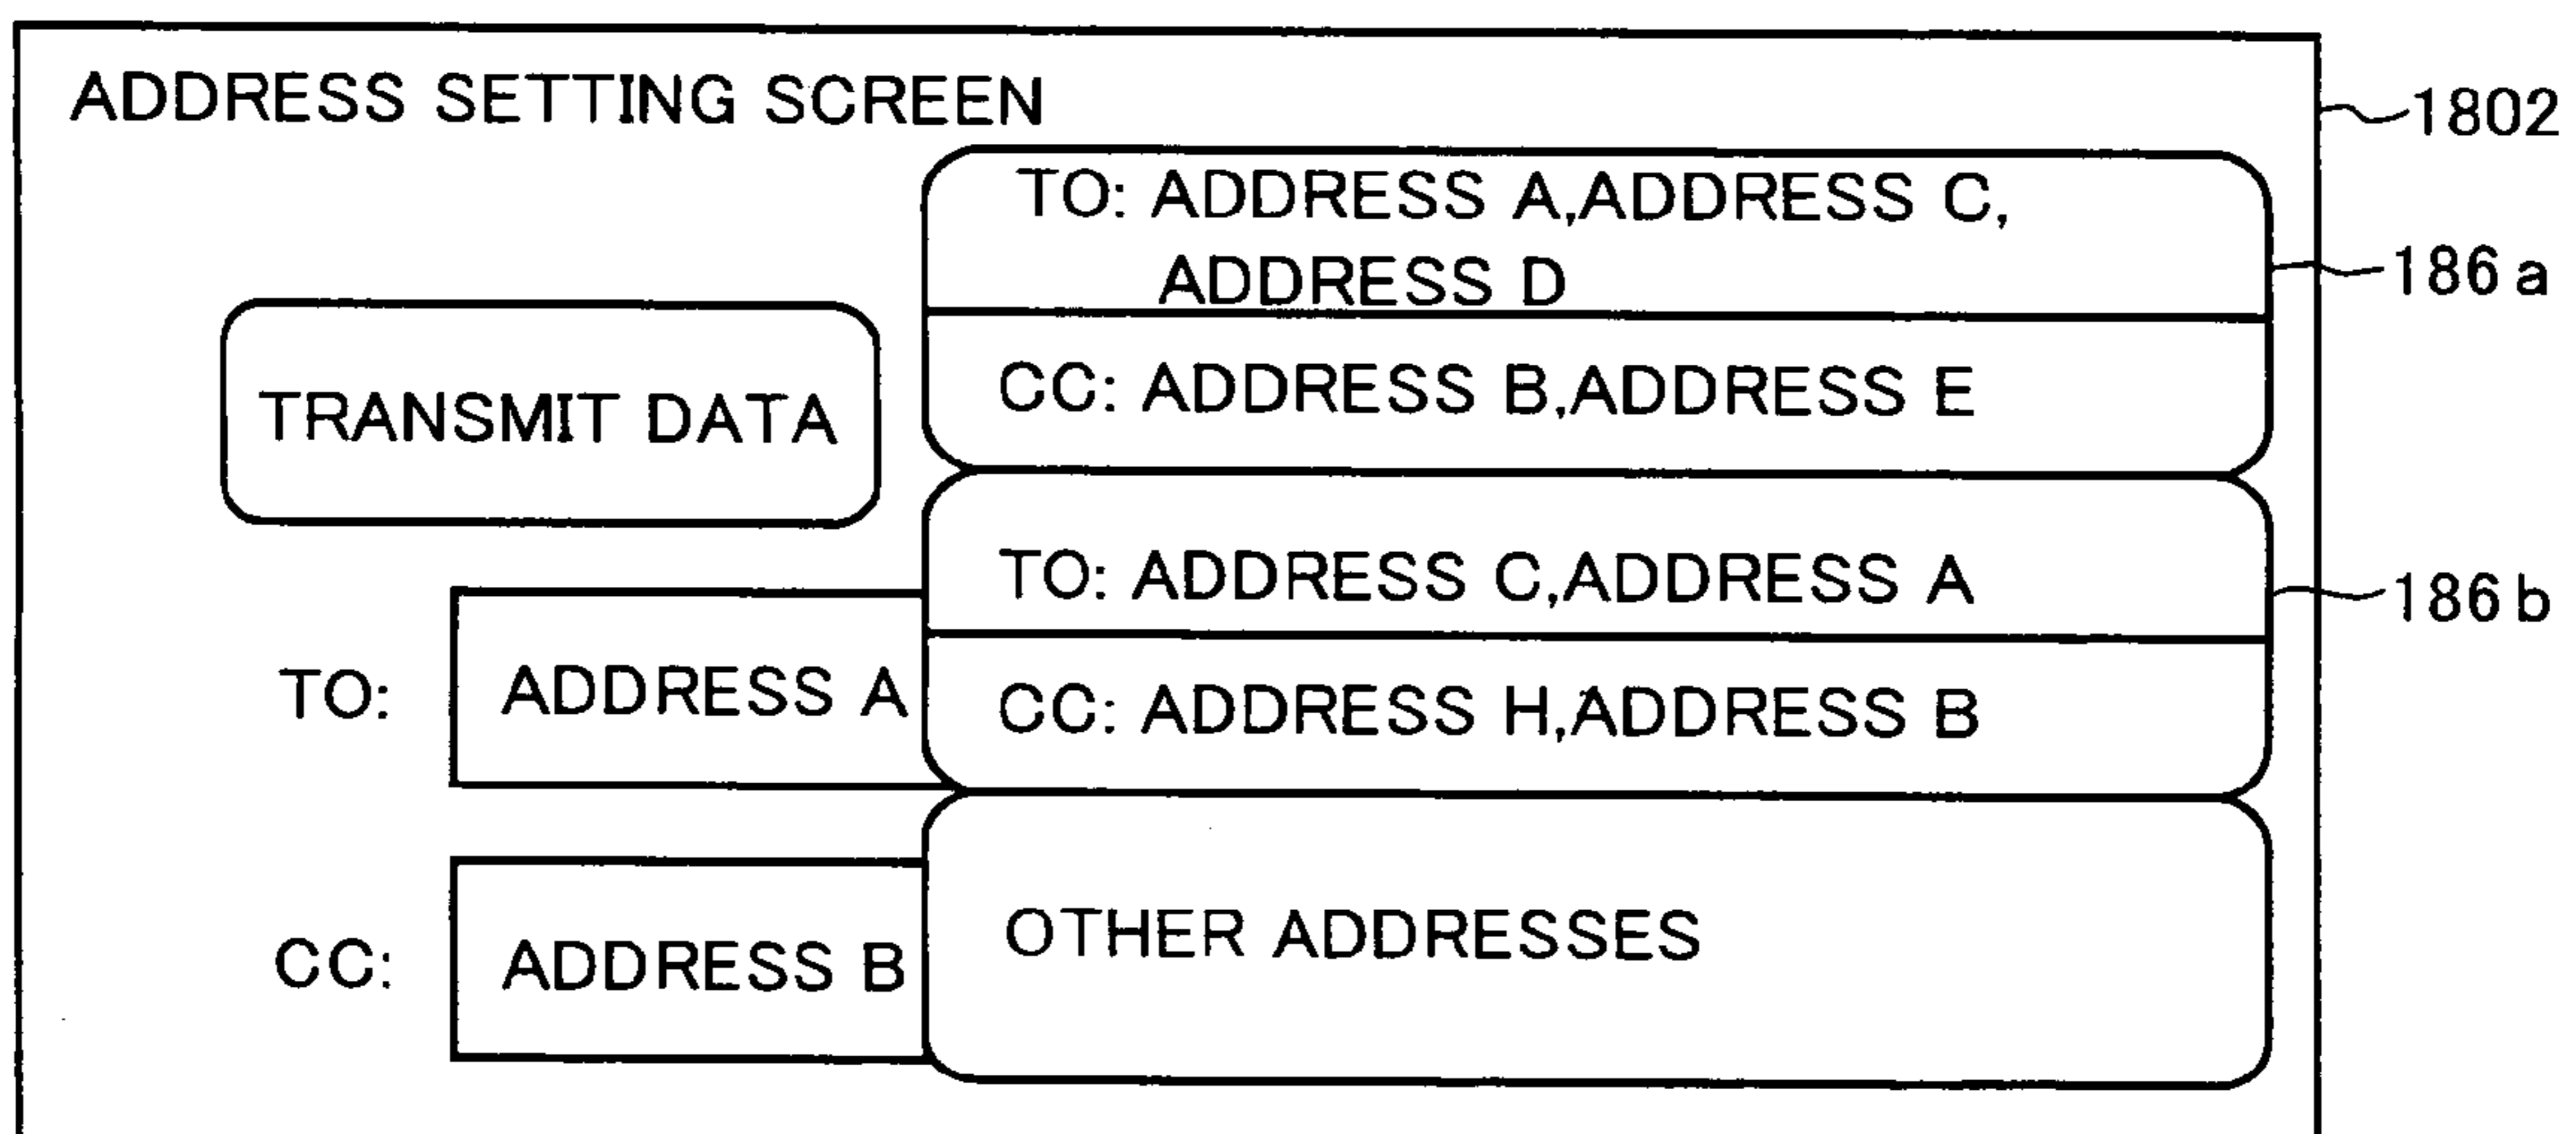 ADDRESS SETTING SCREEN
1802
TO: ADDRESS A,ADDRESS C,
ADDRESS D
186a
CC: ADDRESS B,ADDRESS E
TRANSMIT DATA
TO: ADDRESS C,ADDRESS A
186b
CC: ADDRESS H,ADDRESS B
TO: ADDRESS A
OTHER ADDRESSES
CC: ADDRESS B